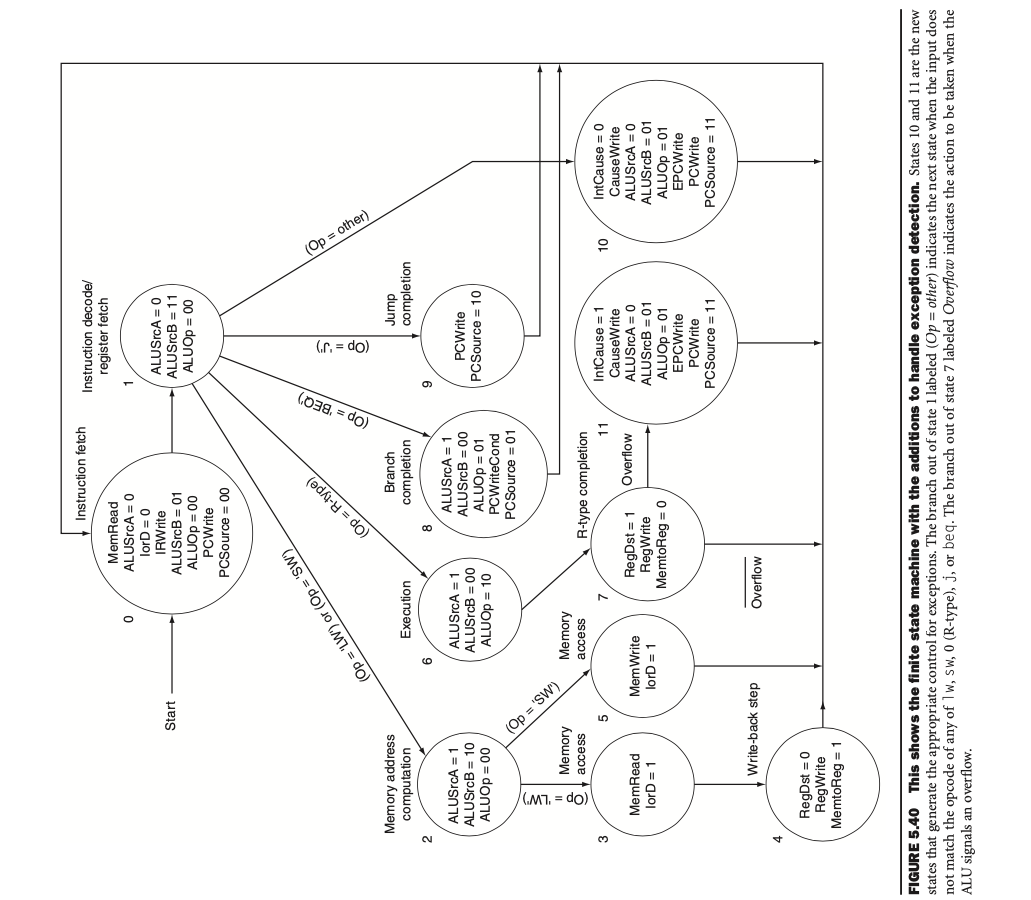 Start
0
Instruction fetch
MemRead
ALUSrcA = 0
IorD = 0
IRWrite
ALUSrcB = 01
ALUOp = 00
PCWrite
PCSource = 00
1
Instruction decode/
register fetch
ALUSrcA = 0
ALUSrcB = 11
ALUOp = 00
(Op = 'LW') or (Op = 'SW')
(Op = R-type)
(Op = 'BEQ')
(Op = 'J')
(Op = other)
2
Memory address
computation
ALUSrcA = 1
ALUSrcB = 10
ALUOp = 00
6
Execution
ALUSrcA = 1
ALUSrcB = 00
ALUOp = 10
8
Branch
completion
ALUSrcA = 1
ALUSrcB = 00
ALUOp = 01
PCWriteCond
PCSource = 01
9
Jump
completion
PCWrite
PCSource = 10
(Op = 'LW')
(Op = 'SW')
3
Memory
access
MemRead
IorD = 1
5
Memory
access
MemWrite
IorD = 1
7
R-type completion
RegDst = 1
RegWrite
MemtoReg = 0
Overflow
11
IntCause = 1
CauseWrite
ALUSrcA = 0
ALUSrcB = 01
ALUOp = 01
EPCWrite
PCWrite
PCSource = 11
10
IntCause = 0
CauseWrite
ALUSrcA = 0
ALUSrcB = 01
ALUOp = 01
EPCWrite
PCWrite
PCSource = 11
Write-back step
Overflow
4
RegDst = 0
RegWrite
MemtoReg = 1
FIGURE 5.40 This shows the finite state machine with the additions to handle exception detection. States 10 and 11 are the new
states that generate the appropriate control for exceptions. The branch out of state 1 labeled (Op = other) indicates the next state when the input does
not match the opcode of any of lw, sw, 0 (R-type), j, or beq. The branch out of state 7 labeled Overflow indicates the action to be taken when the
ALU signals an overflow.